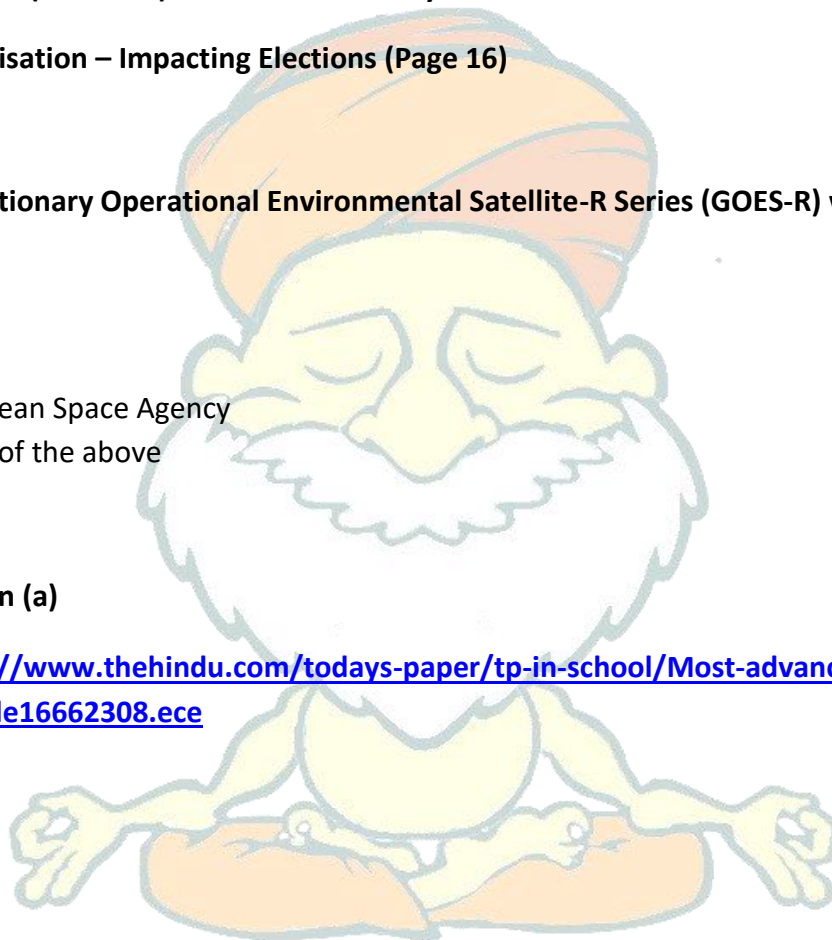 isation – Impacting Elections (Page 16)
tionary Operational Environmental Satellite-R Series (GOES-R)
ean Space Agency
of the above
n (a)
//www.thehindu.com/todays-paper/tp-in-school/Most-advanc
le16662308.ece